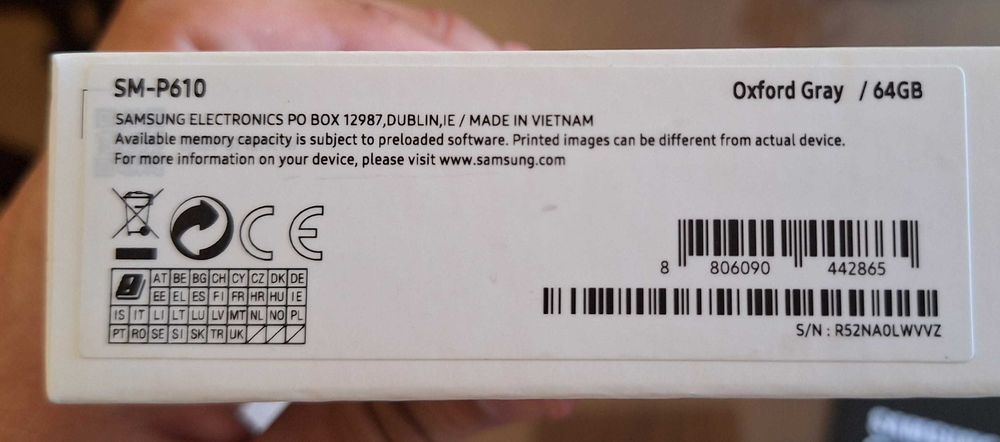 SM-P610
Oxford Gray / 64GB
SAMSUNG ELECTRONICS PO BOX 12987,DUBLIN,IE / MADE IN VIETNAM
Available memory capacity is subject to preloaded software. Printed images can be different from actual device.
For more information on your device, please visit www.samsung.com
CE
AT BE BG CH CY CZ DK DE
EE EL ES FI FR HR HU IE
IS IT LI LT LU LV MT NL NO PL
PT RO SE SI SK TR UK
8 806090 442865
S/N : R52NA0LWVVZ